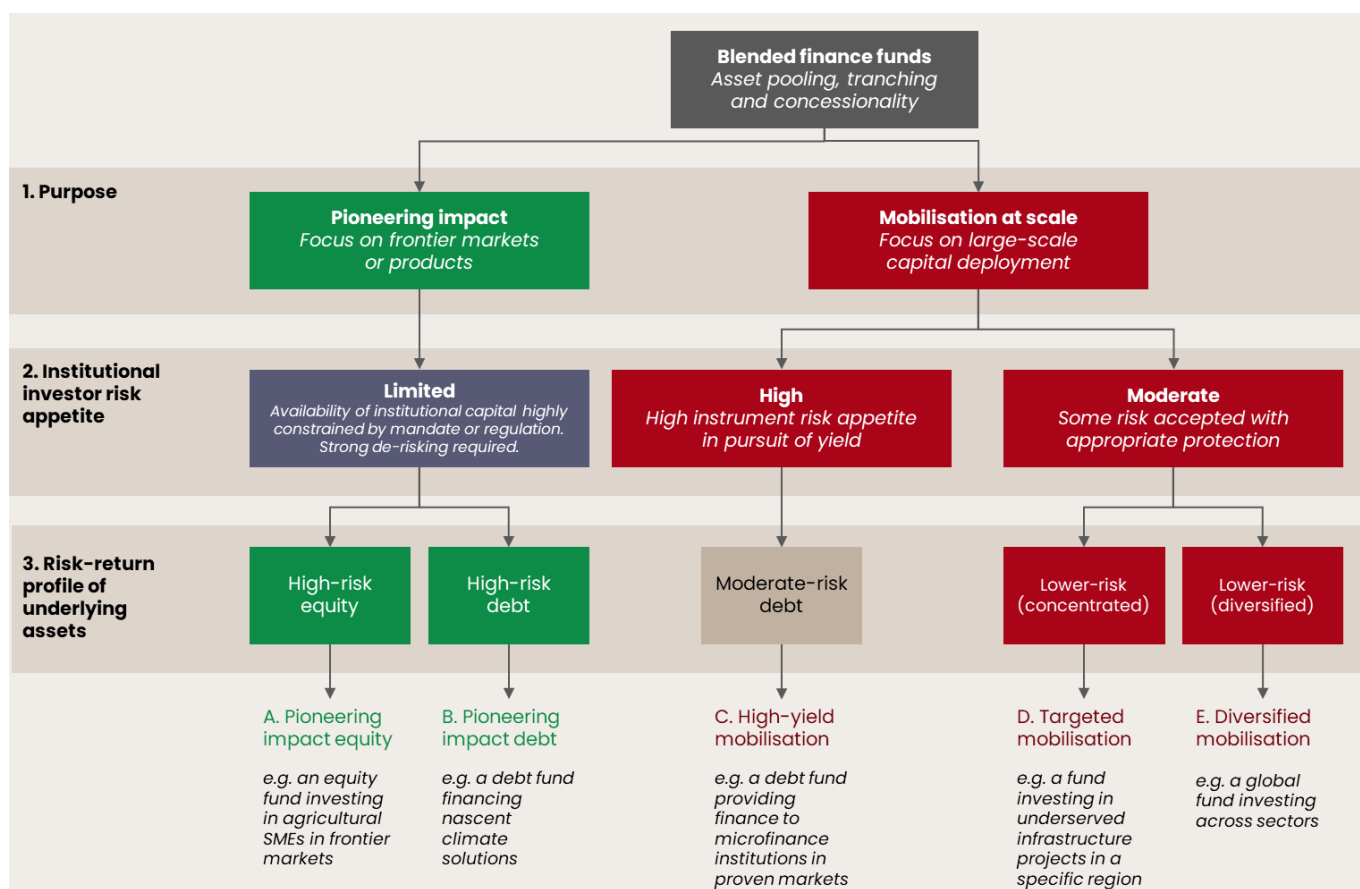 Blended finance funds
Asset pooling, tranching
and concessionality
1. Purpose
Pioneering impact
Focus on frontier markets
or products
Mobilisation at scale
Focus on large-scale
capital deployment
2. Institutional
investor risk
appetite
Limited
Availability of institutional capital highly
constrained by mandate or regulation.
Strong de-risking required.
High
High instrument risk appetite
in pursuit of yield
Moderate
Some risk accepted with
appropriate protection
3. Risk-return
profile of
underlying
assets
High-risk
equity
High-risk
debt
Moderate-risk
debt
Lower-risk
(concentrated)
Lower-risk
(diversified)
A. Pioneering
impact equity
e.g. an equity
fund investing
in agricultural
SMEs in frontier
markets
B. Pioneering
impact debt
e.g. a debt fund
financing
nascent
climate
solutions
C. High-yield
mobilisation
e.g. a debt fund
providing
finance to
microfinance
institutions in
proven markets
D. Targeted
mobilisation
e.g. a fund
investing in
underserved
infrastructure
projects in a
specific region
E. Diversified
mobilisation
e.g. a global
fund investing
across sectors